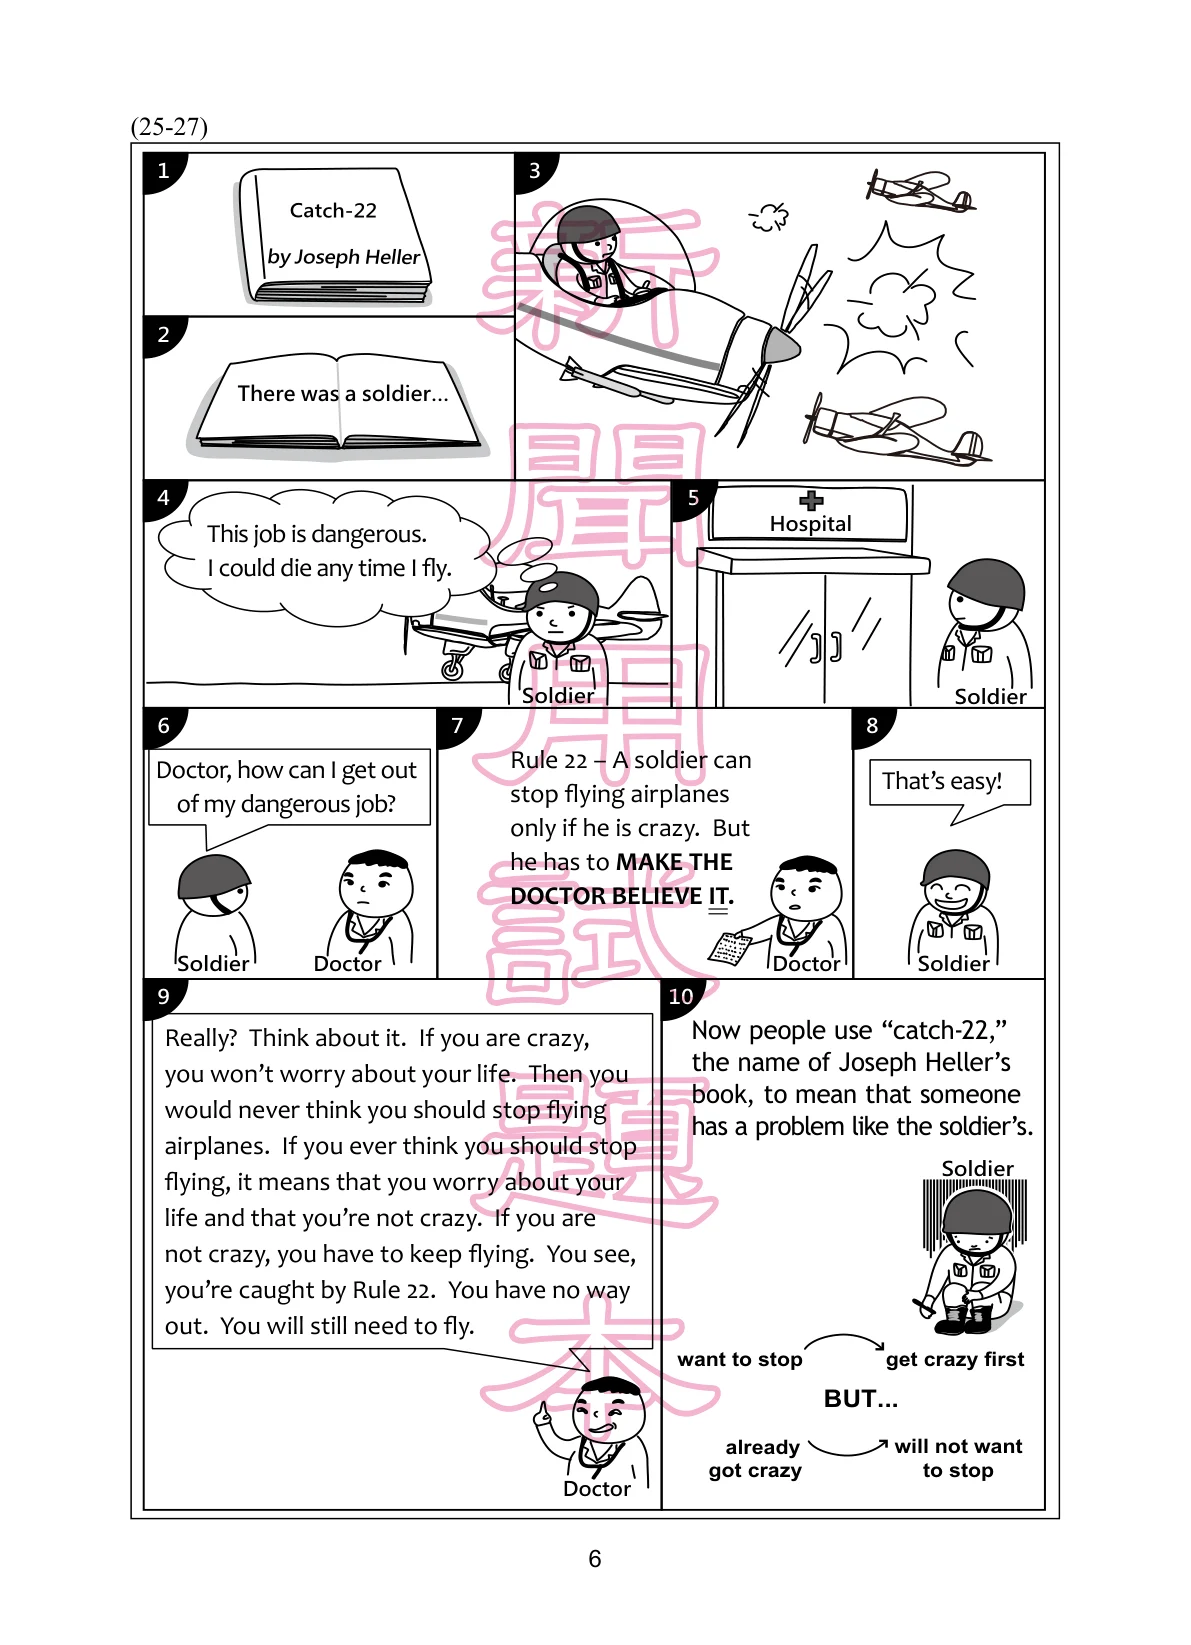 (25-27)
1
Catch-22
by Joseph Heller
2
There was a soldier...
3
4
This job is dangerous.
I could die any time I fly.
Soldier
5
Hospital
Soldier
6
Doctor, how can I get out
of my dangerous job?
Soldier
Doctor
7
Rule 22 – A soldier can
stop flying airplanes
only if he is crazy. But
he has to MAKE THE
DOCTOR BELIEVE IT.
Doctor
8
That’s easy!
Soldier
9
Really? Think about it. If you are crazy,
you won’t worry about your life. Then you
would never think you should stop flying
airplanes. If you ever think you should stop
flying, it means that you worry about your
life and that you’re not crazy. If you are
not crazy, you have to keep flying. You see,
you’re caught by Rule 22. You have no way
out. You will still need to fly.
Doctor
10
Now people use “catch-22,”
the name of Joseph Heller’s
book, to mean that someone
has a problem like the soldier’s.
Soldier
want to stop
get crazy first
BUT...
already
got crazy
will not want
to stop
新聞用試題本
6